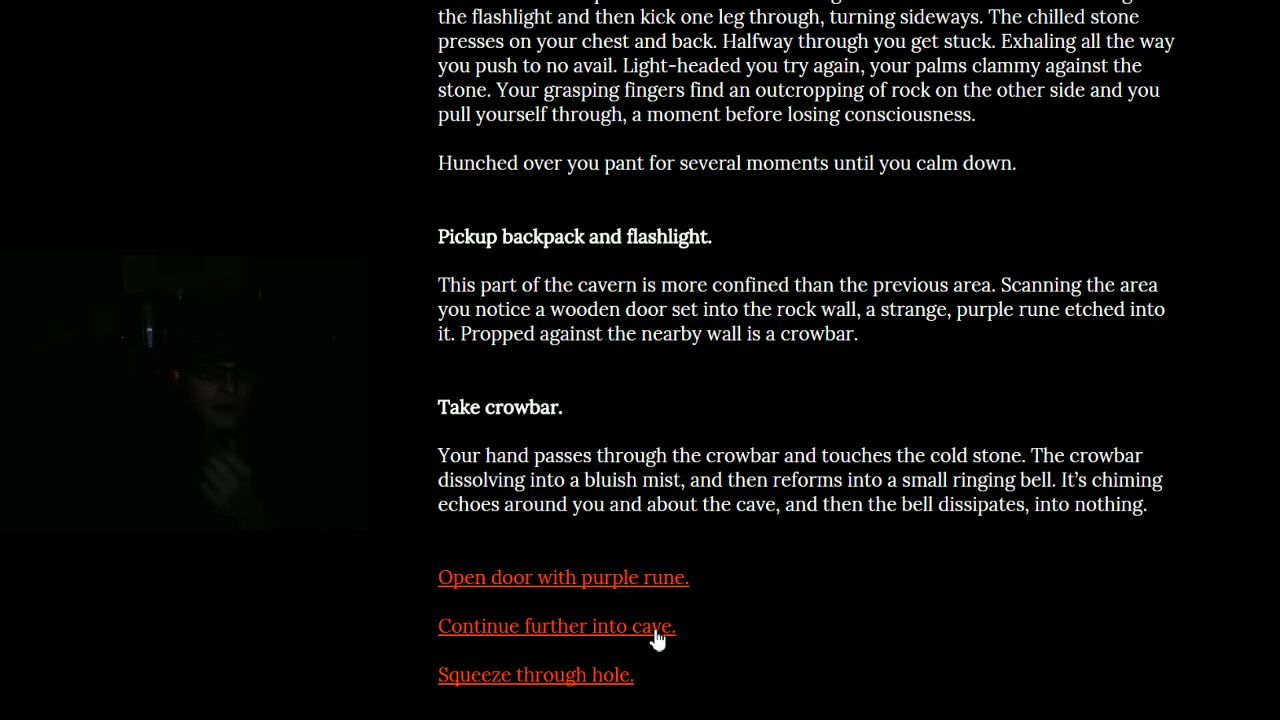 the flashlight and then kick one leg through, turning sideways. The chilled stone
presses on your chest and back. Halfway through you get stuck. Exhaling all the way
you push to no avail. Light-headed you try again, your palms clammy against the
stone. Your grasping fingers find an outcropping of rock on the other side and you
pull yourself through, a moment before losing consciousness.
Hunched over you pant for several moments until you calm down.
Pickup backpack and flashlight.
This part of the cavern is more confined than the previous area. Scanning the area
you notice a wooden door set into the rock wall, a strange, purple rune etched into
it. Propped against the nearby wall is a crowbar.
Take crowbar.
Your hand passes through the crowbar and touches the cold stone. The crowbar
dissolving into a bluish mist, and then reforms into a small ringing bell. It’s chiming
echoes around you and about the cave, and then the bell dissipates, into nothing.
Open door with purple rune.
Continue further into cave.
Squeeze through hole.